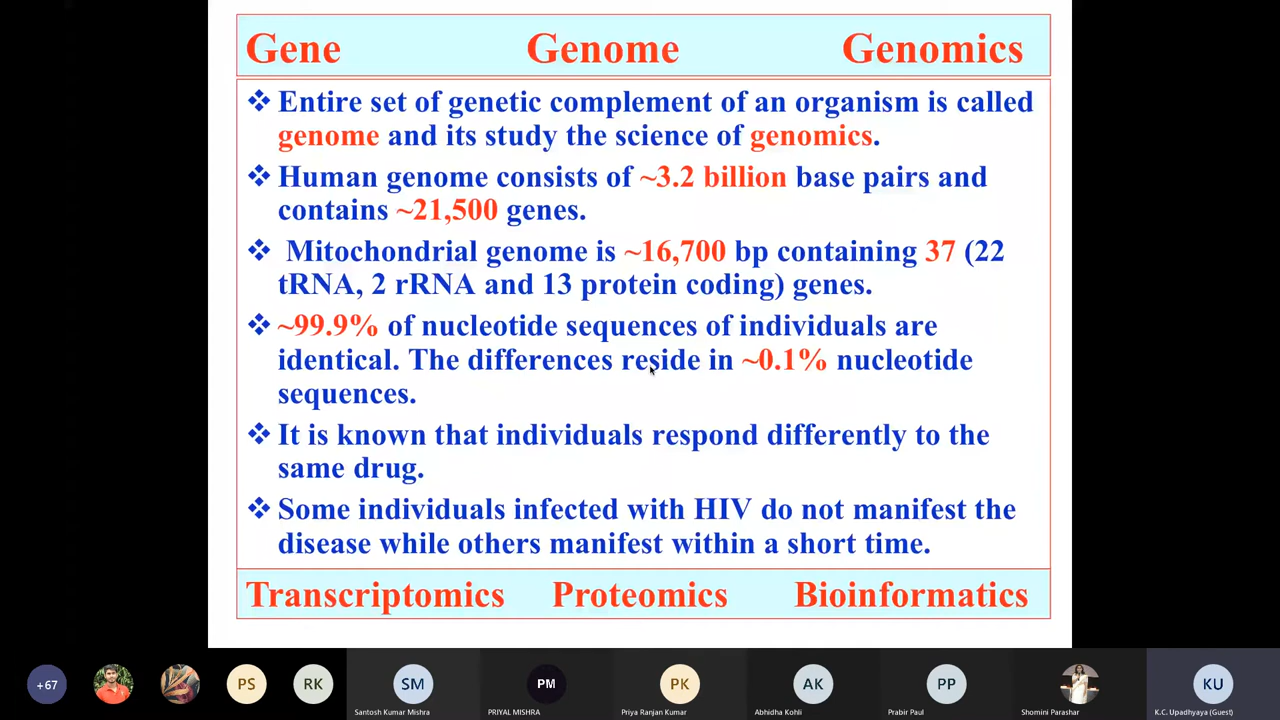 Gene Genome Genomics
❖ Entire set of genetic complement of an organism is called
genome and its study the science of genomics.
❖ Human genome consists of ~3.2 billion base pairs and
contains ~21,500 genes.
❖ Mitochondrial genome is ~16,700 bp containing 37 (22
tRNA, 2 rRNA and 13 protein coding) genes.
❖ ~99.9% of nucleotide sequences of individuals are
identical. The differences reside in ~0.1% nucleotide
sequences.
❖ It is known that individuals respond differently to the
same drug.
❖ Some individuals infected with HIV do not manifest the
disease while others manifest within a short time.
Transcriptomics Proteomics Bioinformatics
+67 PS RK SM PM PK AK PP KU
Santosh Kumar Mishra PRIYAL MISHRA Priya Ranjan Kumar Abhidha Kohli Prabir Paul Shomini Parashar K.C. Upadhyaya (Guest)